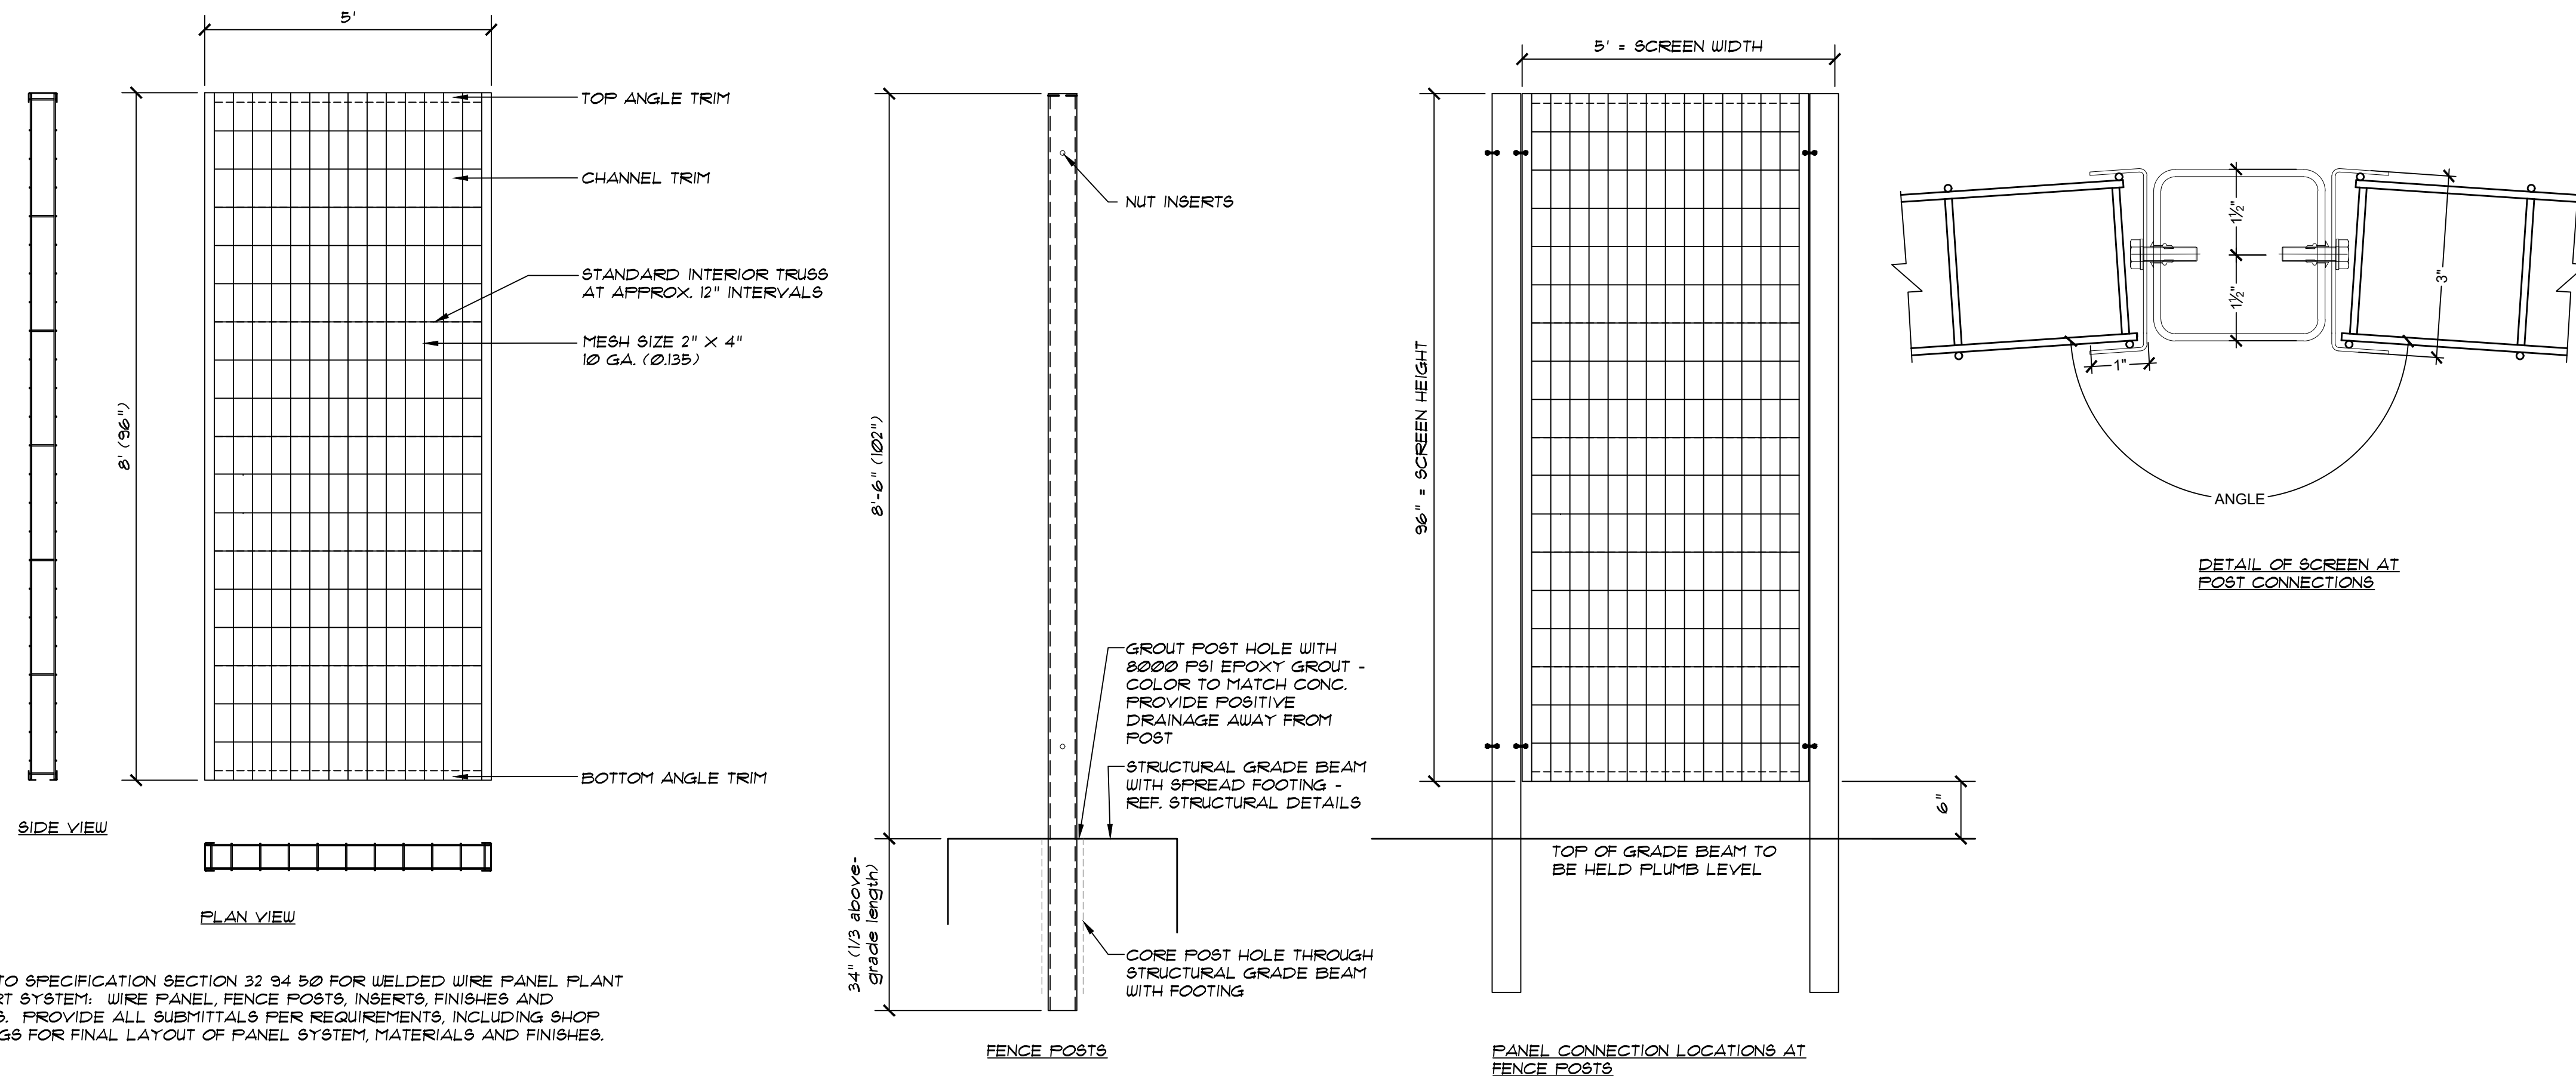 5'
TOP ANGLE TRIM
CHANNEL TRIM
STANDARD INTERIOR TRUSS
AT APPROX. 12" INTERVALS
MESH SIZE 2" X 4"
10 GA. (0.135)
8' (96")
BOTTOM ANGLE TRIM
SIDE VIEW
PLAN VIEW
TO SPECIFICATION SECTION 32 94 50 FOR WELDED WIRE PANEL PLANT
RT SYSTEM: WIRE PANEL, FENCE POSTS, INSERTS, FINISHES AND
S. PROVIDE ALL SUBMITTALS PER REQUIREMENTS, INCLUDING SHOP
GS FOR FINAL LAYOUT OF PANEL SYSTEM, MATERIALS AND FINISHES.
NUT INSERTS
8'-6" (102")
GROUT POST HOLE WITH
8000 PSI EPOXY GROUT -
COLOR TO MATCH CONC.
PROVIDE POSITIVE
DRAINAGE AWAY FROM
POST
STRUCTURAL GRADE BEAM
WITH SPREAD FOOTING -
REF. STRUCTURAL DETAILS
34" (1/3 above-
grade length)
CORE POST HOLE THROUGH
STRUCTURAL GRADE BEAM
WITH FOOTING
FENCE POSTS
5' = SCREEN WIDTH
96" = SCREEN HEIGHT
6"
TOP OF GRADE BEAM TO
BE HELD PLUMB LEVEL
PANEL CONNECTION LOCATIONS AT
FENCE POSTS
1½"
1½"
3"
1"
ANGLE
DETAIL OF SCREEN AT
POST CONNECTIONS